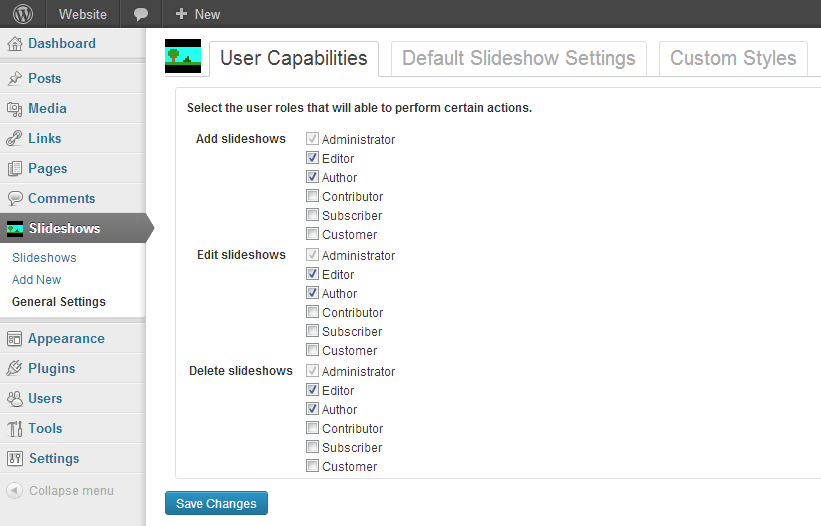 Website
New
Dashboard
Posts
Media
Links
Pages
Comments
Slideshows
Slideshows
Add New
General Settings
Appearance
Plugins
Users
Tools
Settings
Collapse menu
User Capabilities
Default Slideshow Settings
Custom Styles
Select the user roles that will able to perform certain actions.
Add slideshows
Administrator
Editor
Author
Contributor
Subscriber
Customer
Edit slideshows
Administrator
Editor
Author
Contributor
Subscriber
Customer
Delete slideshows
Administrator
Editor
Author
Contributor
Subscriber
Customer
Save Changes